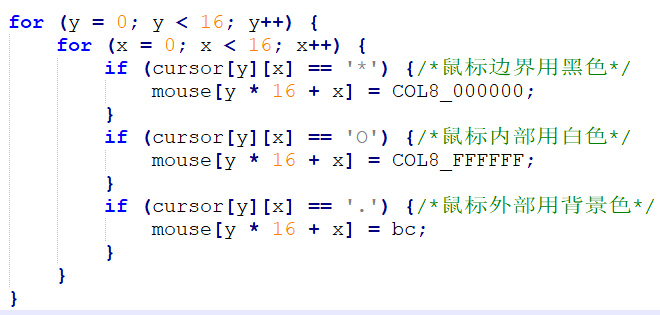 for (y = 0; y < 16; y++) {
for (x = 0; x < 16; x++) {
if (cursor[y][x] == '*') {/*鼠标边界用黑色*/
mouse[y * 16 + x] = COL8_000000;
}
if (cursor[y][x] == 'O') {/*鼠标内部用白色*/
mouse[y * 16 + x] = COL8_FFFFFF;
}
if (cursor[y][x] == '.') {/*鼠标外部用背景色*/
mouse[y * 16 + x] = bc;
}
}
}